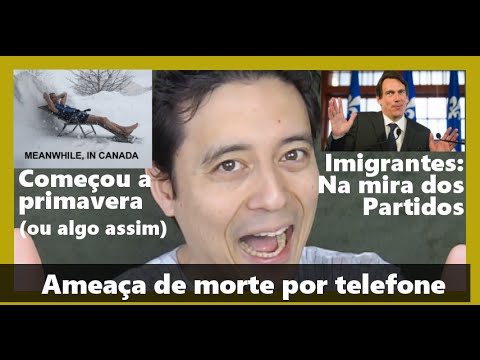 MEANWHILE, IN CANADA
Começou a
primavera
(ou algo assim)
Imigrantes:
Na mira dos
Partidos
Ameaça de morte por telefone